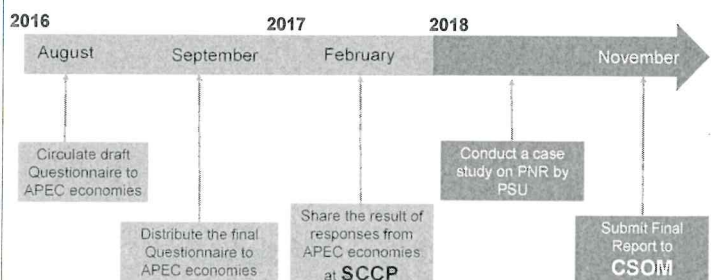 2016
2017
2018
August
September
February
November
Circulate draft
Questionnaire to
APEC economies
Distribute the final
Questionnaire to
APEC economies
Share the result of
responses from
APEC economies
at SCCP
Conduct a case
study on PNR by
PSU
Submit Final
Report to
CSOM